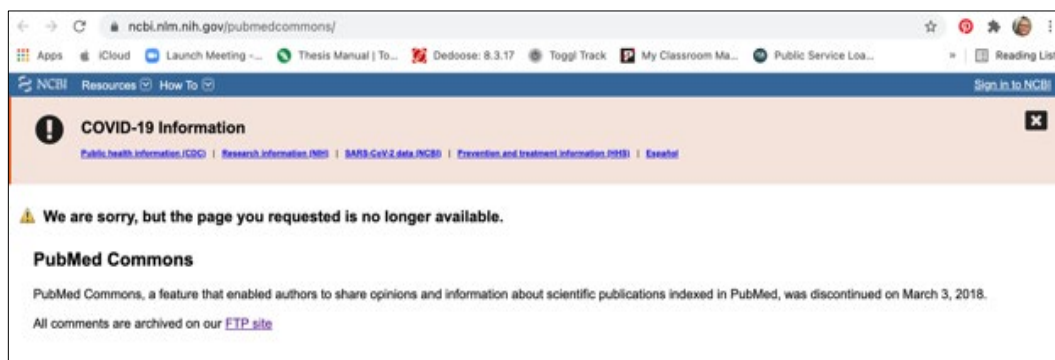 ncbi.nlm.nih.gov/pubmedcommons/
Apps iCloud Launch Meeting -... Thesis Manual | To... Dedoose: 8.3.17 Toggl Track My Classroom Ma... Public Service Loa... » Reading List
NCBI Resources How To Sign in to NCBI
COVID-19 Information
Public health information (CDC) | Research information (NIH) | SARS-CoV-2 data (NCBI) | Prevention and treatment information (HHS) | Español
We are sorry, but the page you requested is no longer available.
PubMed Commons
PubMed Commons, a feature that enabled authors to share opinions and information about scientific publications indexed in PubMed, was discontinued on March 3, 2018.
All comments are archived on our FTP site